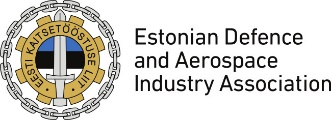 EESTI KAITSETÖÖSTUSE LIIT
Estonian Defence
and Aerospace
Industry Association